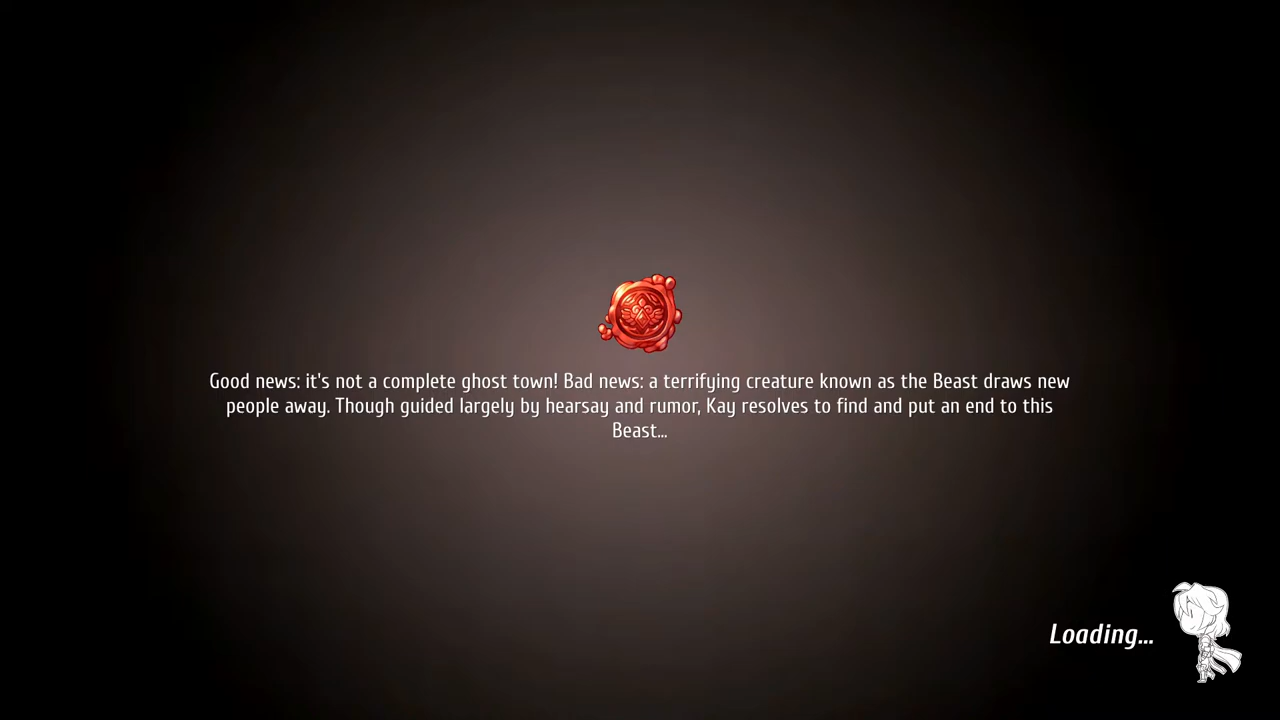 Good news: it's not a complete ghost town! Bad news: a terrifying creature known as the Beast draws new
people away. Though guided largely by hearsay and rumor, Kay resolves to find and put an end to this
Beast...
Loading...